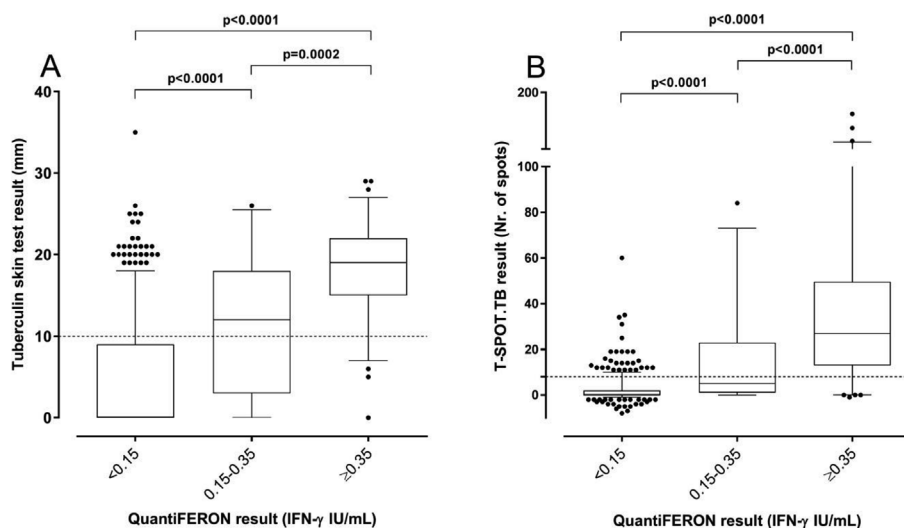 A
p<0.0001
p<0.0001
p=0.0002
Tuberculin skin test result (mm)
40
30
20
10
0
<0.15
0.15-0.35
≥0.35
QuantiFERON result (IFN-γ IU/mL)
B
p<0.0001
p<0.0001
p<0.0001
T-SPOT.TB result (Nr. of spots)
200
100
80
60
40
20
0
<0.15
0.15-0.35
≥0.35
QuantiFERON result (IFN-γ IU/mL)